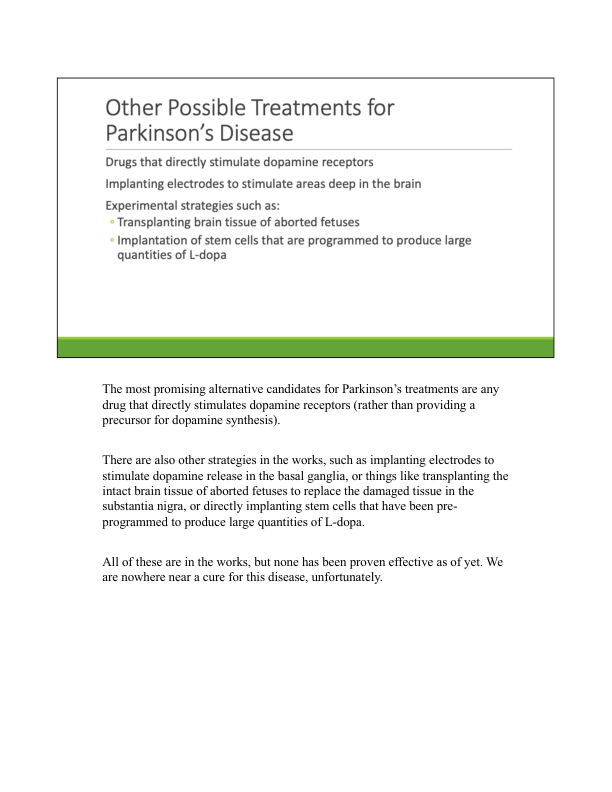 Other Possible Treatments for
Parkinson’s Disease
Drugs that directly stimulate dopamine receptors
Implanting electrodes to stimulate areas deep in the brain
Experimental strategies such as:
◦ Transplanting brain tissue of aborted fetuses
◦ Implantation of stem cells that are programmed to produce large
quantities of L-dopa
The most promising alternative candidates for Parkinson’s treatments are any
drug that directly stimulates dopamine receptors (rather than providing a
precursor for dopamine synthesis).
There are also other strategies in the works, such as implanting electrodes to
stimulate dopamine release in the basal ganglia, or things like transplanting the
intact brain tissue of aborted fetuses to replace the damaged tissue in the
substantia nigra, or directly implanting stem cells that have been pre-
programmed to produce large quantities of L-dopa.
All of these are in the works, but none has been proven effective as of yet. We
are nowhere near a cure for this disease, unfortunately.